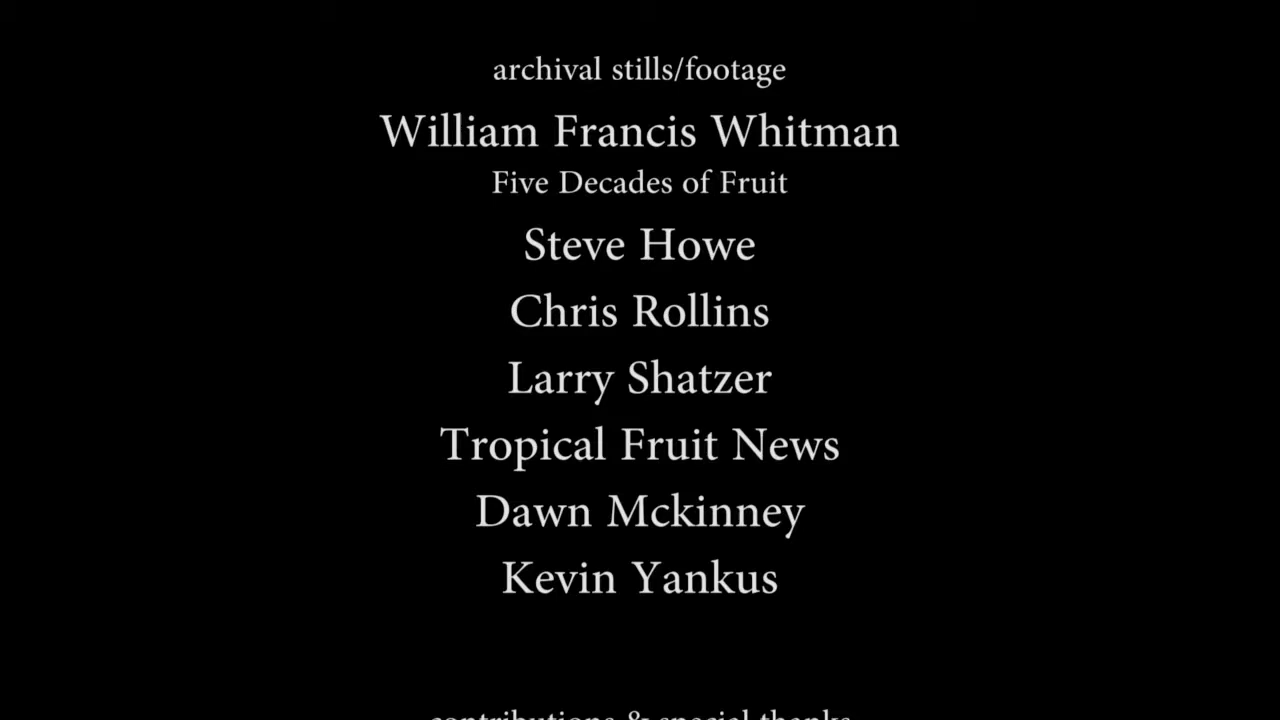 archival stills/footage
William Francis Whitman
Five Decades of Fruit
Steve Howe
Chris Rollins
Larry Shatzer
Tropical Fruit News
Dawn Mckinney
Kevin Yankus
contributions & special thanks